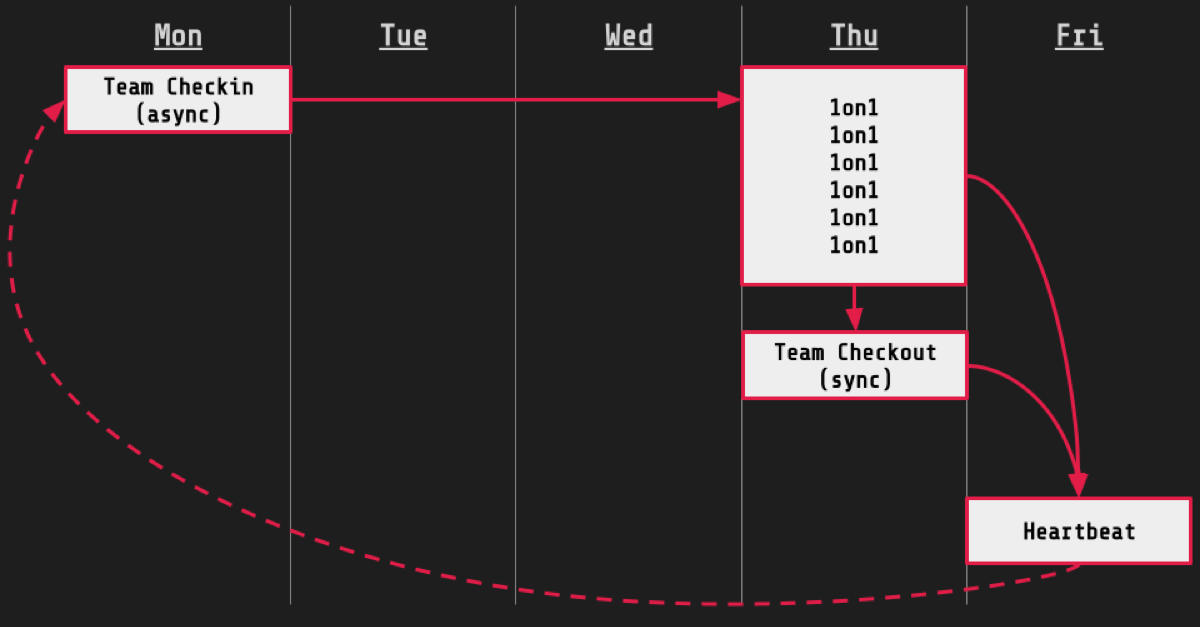 Mon
Tue
Wed
Thu
Fri
Team Checkin
(async)
1on1
1on1
1on1
1on1
1on1
1on1
Team Checkout
(sync)
Heartbeat